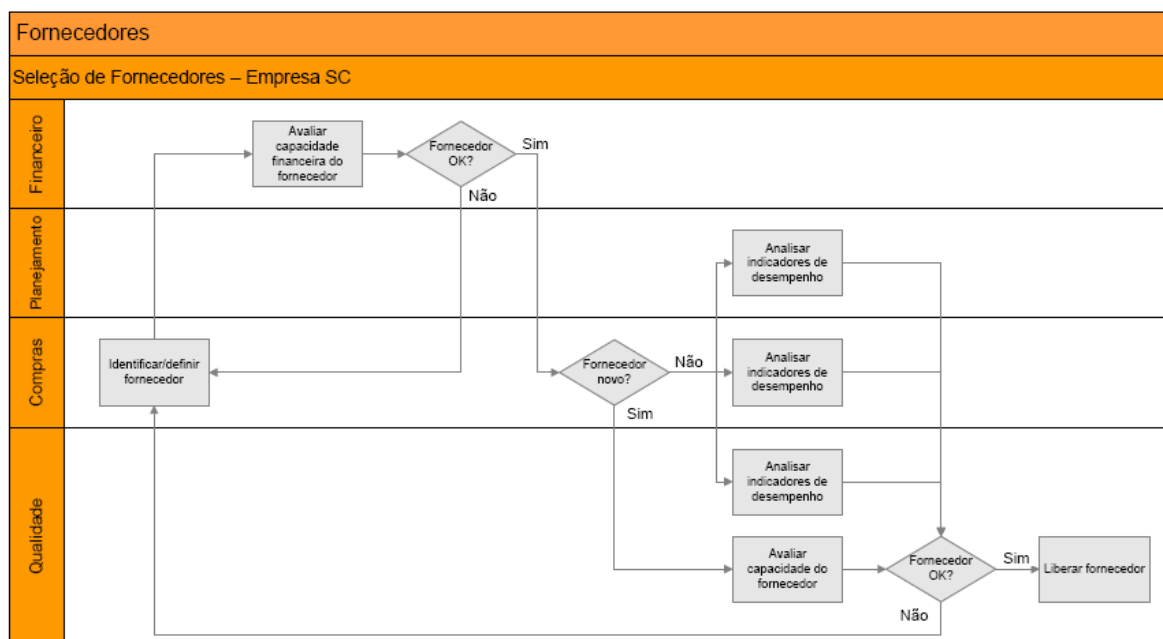 Fornecedores
Seleção de Fornecedores – Empresa SC
Financeiro
Avaliar
capacidade
financeira do
fornecedor
Fornecedor
OK?
Sim
Não
Planejamento
Analisar
indicadores de
desempenho
Compras
Identificar/definir
fornecedor
Fornecedor
novo?
Não
Sim
Analisar
indicadores de
desempenho
Qualidade
Analisar
indicadores de
desempenho
Avaliar
capacidade do
fornecedor
Fornecedor
OK?
Sim
Não
Liberar fornecedor